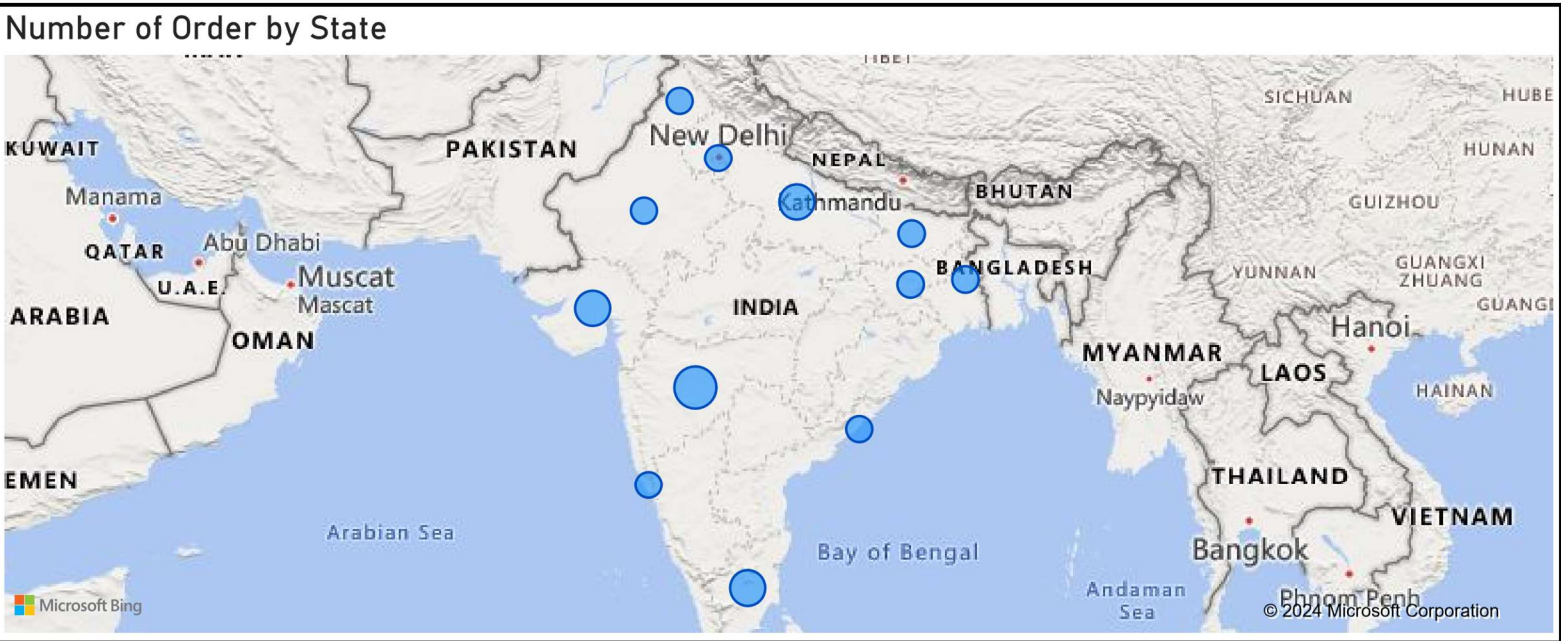 Number of Order by State
TIBET
SICHUAN
HUBE
KUWAIT
PAKISTAN
New Delhi
NEPAL
HUNAN
Manama
BHUTAN
Kathmandu
GUIZHOU
QATAR
Abu Dhabi
BANGLADESH
YUNNAN
GUANGXI
ZHUANG
U.A.E.
Muscat
Mascat
INDIA
GUANGI
ARABIA
OMAN
Hanoi
MYANMAR
LAOS
Naypyidaw
HAINAN
EMEN
THAILAND
Arabian Sea
VIETNAM
Bay of Bengal
Bangkok
Andaman
Sea
Phnom Penh
Microsoft Bing
© 2024 Microsoft Corporation